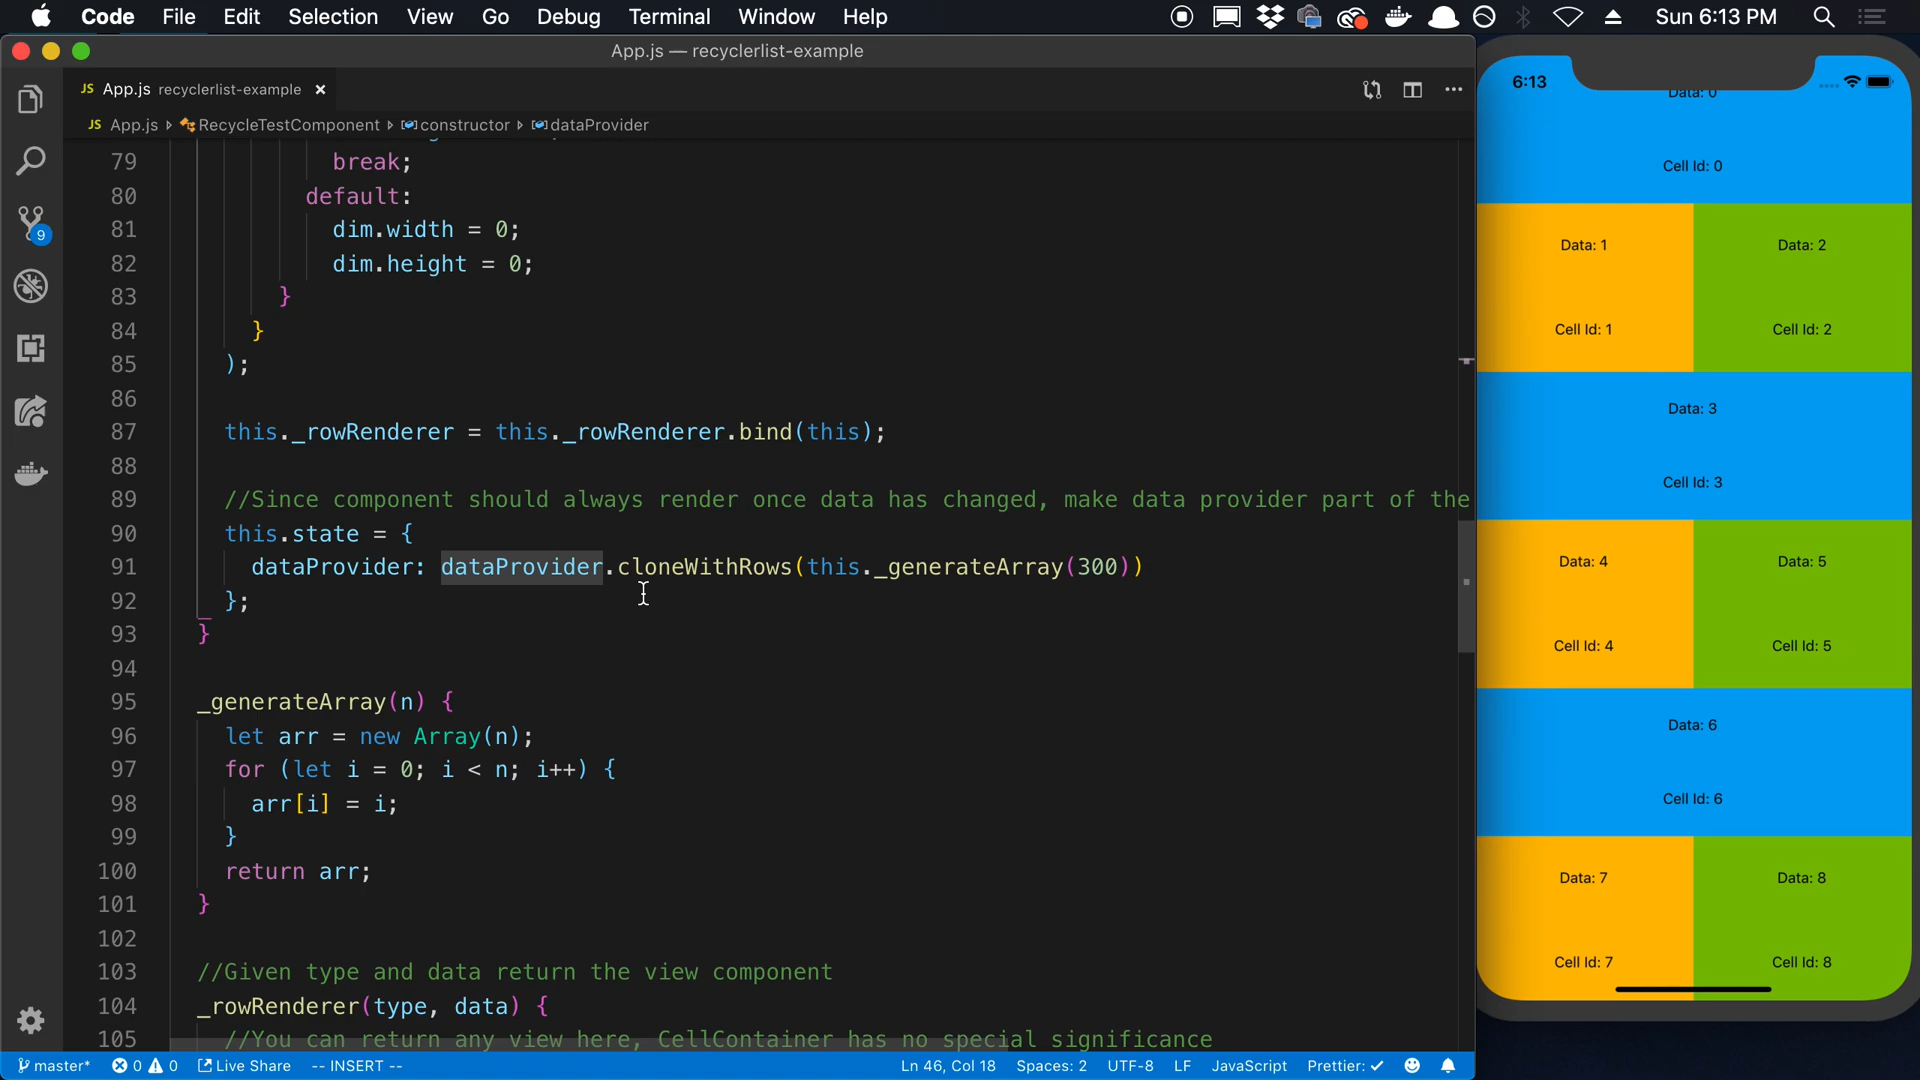 Code File Edit Selection View Go Debug Terminal Window Help Sun 6:13 PM
App.js — recyclerlist-example
JS App.js recyclerlist-example ×
JS App.js RecycleTestComponent constructor dataProvider
79 break;
80 default:
81 dim.width = 0;
82 dim.height = 0;
83 }
84 }
85 );
86
87 this._rowRenderer = this._rowRenderer.bind(this);
88
89 //Since component should always render once data has changed, make data provider part of the
90 this.state = {
91 dataProvider: dataProvider.cloneWithRows(this._generateArray(300))
92 };
93 }
94
95 _generateArray(n) {
96 let arr = new Array(n);
97 for (let i = 0; i < n; i++) {
98 arr[i] = i;
99 }
100 return arr;
101 }
102
103 //Given type and data return the view component
104 _rowRenderer(type, data) {
105 //You can return any view here, CellContainer has no special significance
9
master* 0 0 Live Share -- INSERT -- Ln 46, Col 18 Spaces: 2 UTF-8 LF JavaScript Prettier: ✓
6:13
Data: 0
Cell Id: 0
Data: 1 Data: 2
Cell Id: 1 Cell Id: 2
Data: 3
Cell Id: 3
Data: 4 Data: 5
Cell Id: 4 Cell Id: 5
Data: 6
Cell Id: 6
Data: 7 Data: 8
Cell Id: 7 Cell Id: 8